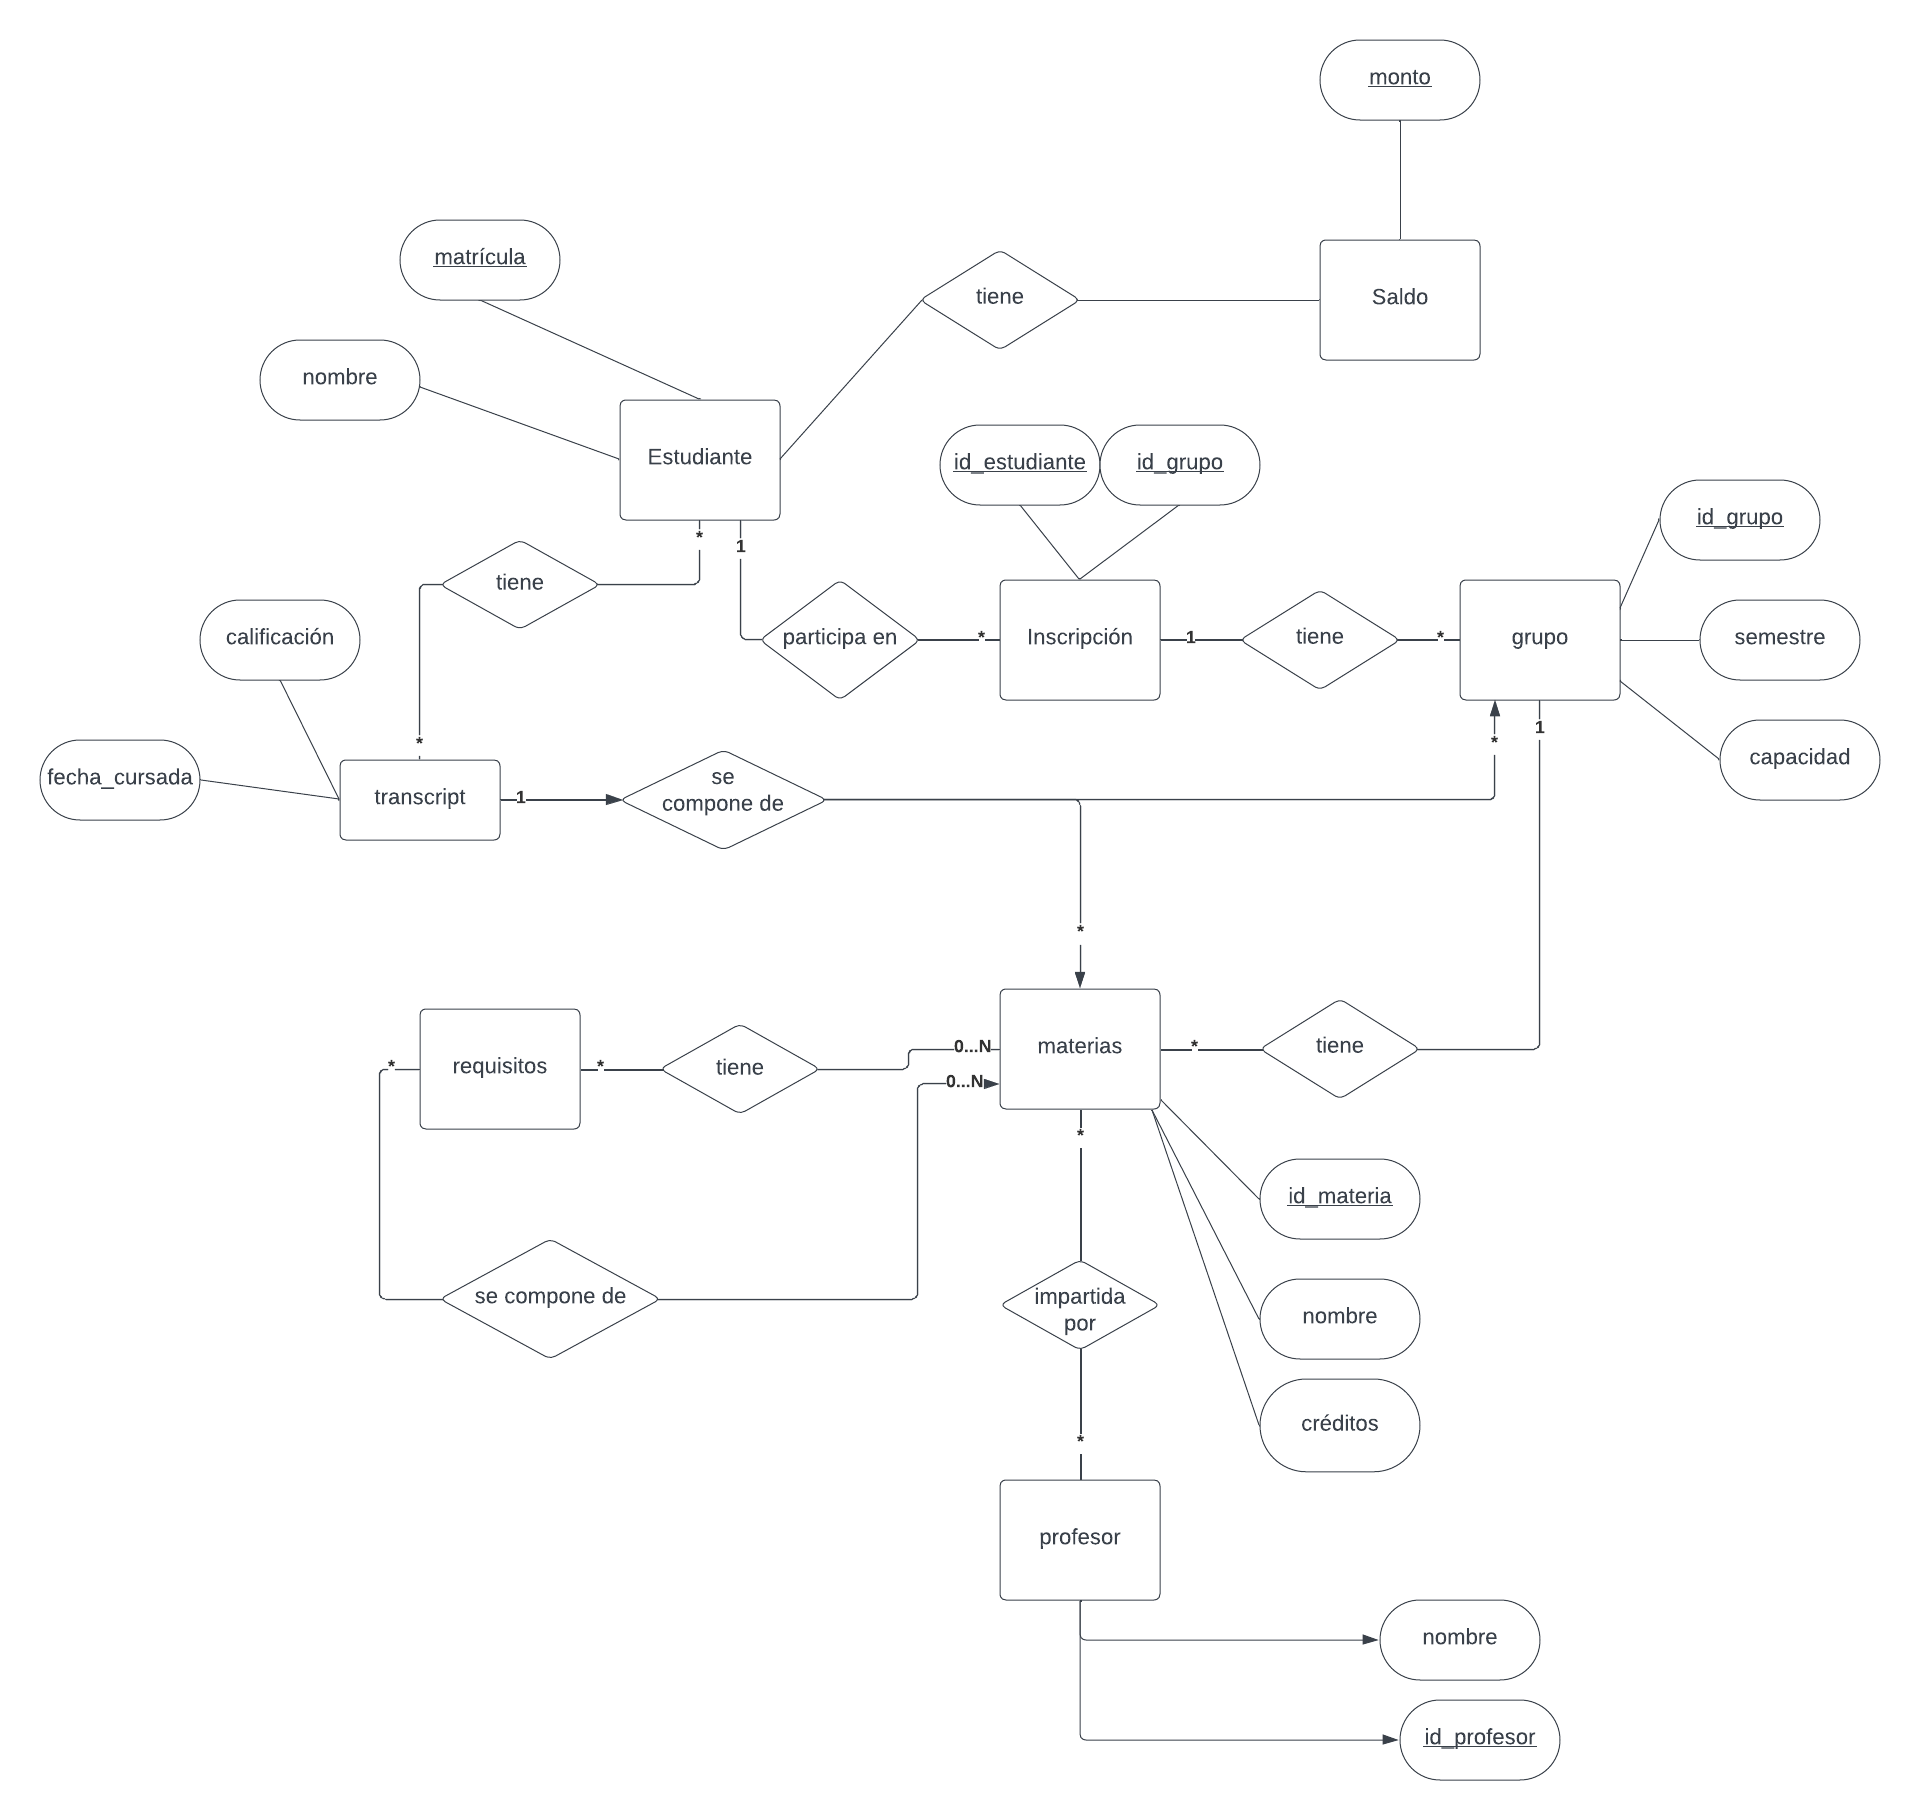 monto
matrícula
tiene
Saldo
nombre
Estudiante
id_estudiante
id_grupo
id_grupo
*
1
tiene
calificación
participa en
*
Inscripción
1
tiene
*
grupo
semestre
*
1
*
capacidad
fecha_cursada
transcript
1
se
compone de
*
requisitos
*
*
tiene
0...N
0...N
materias
*
tiene
*
id_materia
se compone de
impartida
por
nombre
créditos
*
profesor
nombre
id_profesor